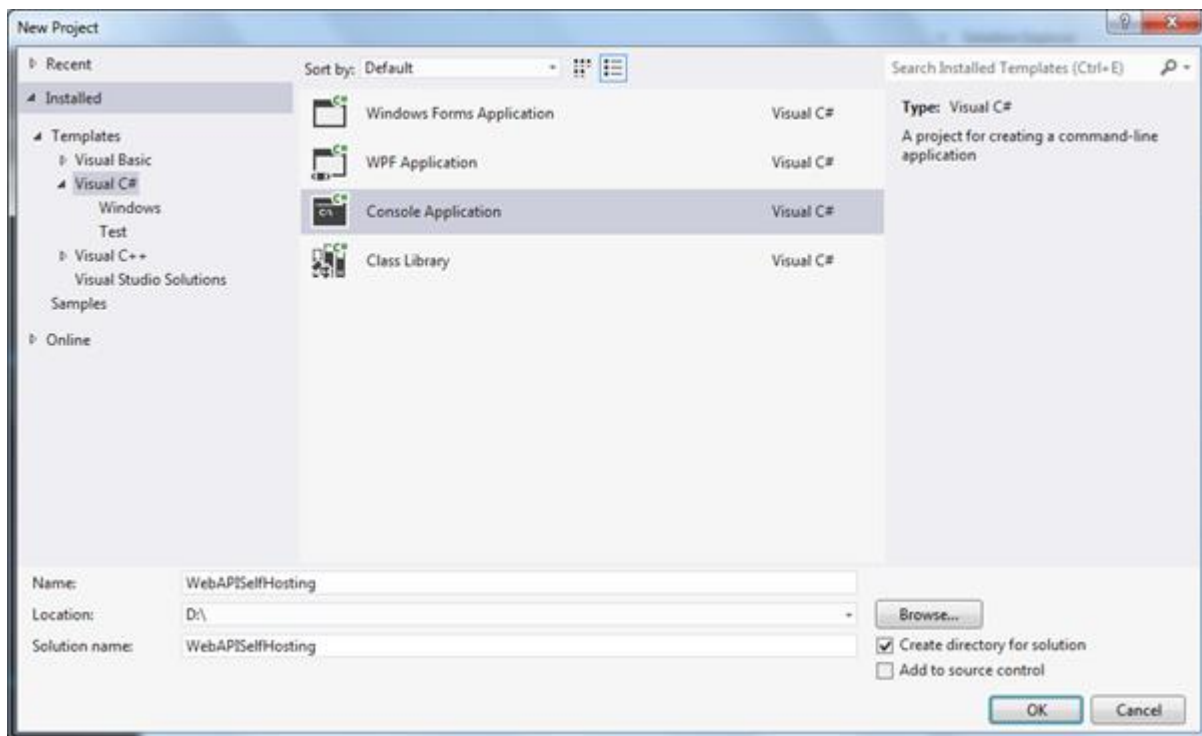 New Project
Recent
Installed
Templates
Visual Basic
Visual C#
Windows
Test
Visual C++
Visual Studio Solutions
Samples
Online
Sort by: Default
Windows Forms Application Visual C#
WPF Application Visual C#
Console Application Visual C#
Class Library Visual C#
Search Installed Templates (Ctrl+E)
Type: Visual C#
A project for creating a command-line
application
Name: WebAPISelfHosting
Location: D:\
Solution name: WebAPISelfHosting
Browse...
Create directory for solution
Add to source control
OK Cancel